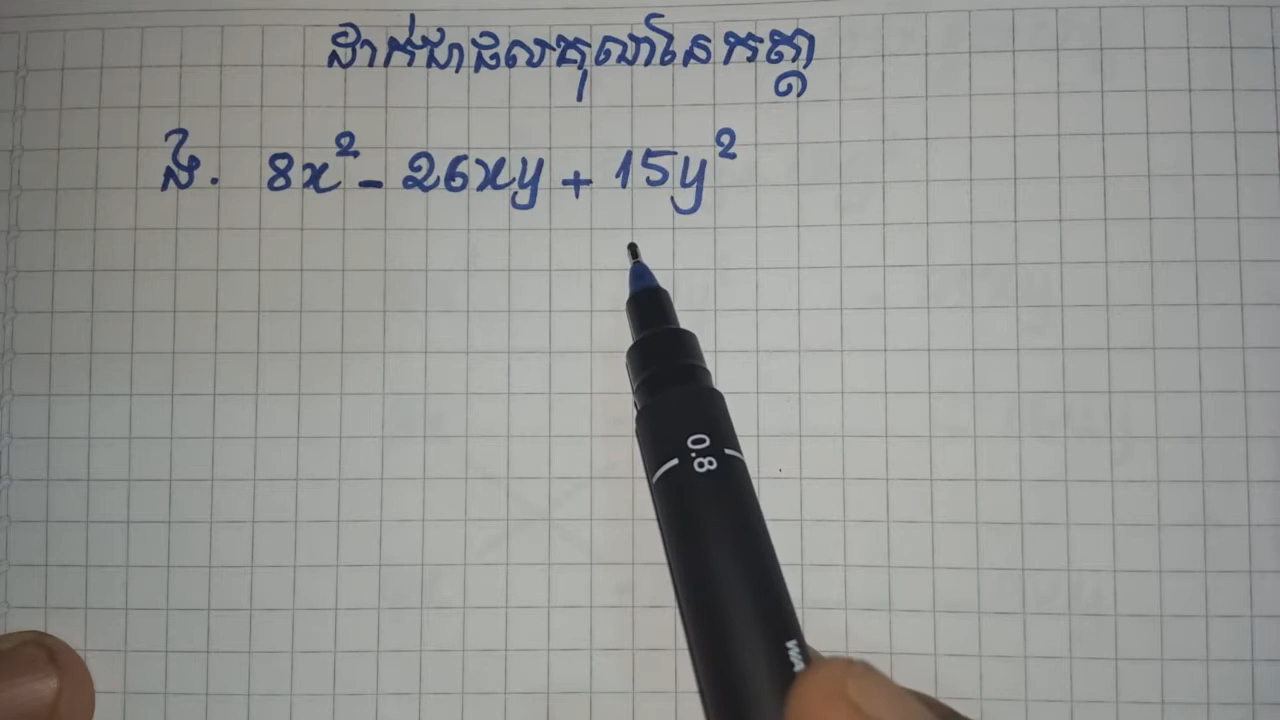 ដាក់ជាផលគុណនៃកត្តា
ង. 8x² - 26xy + 15y²
0.8